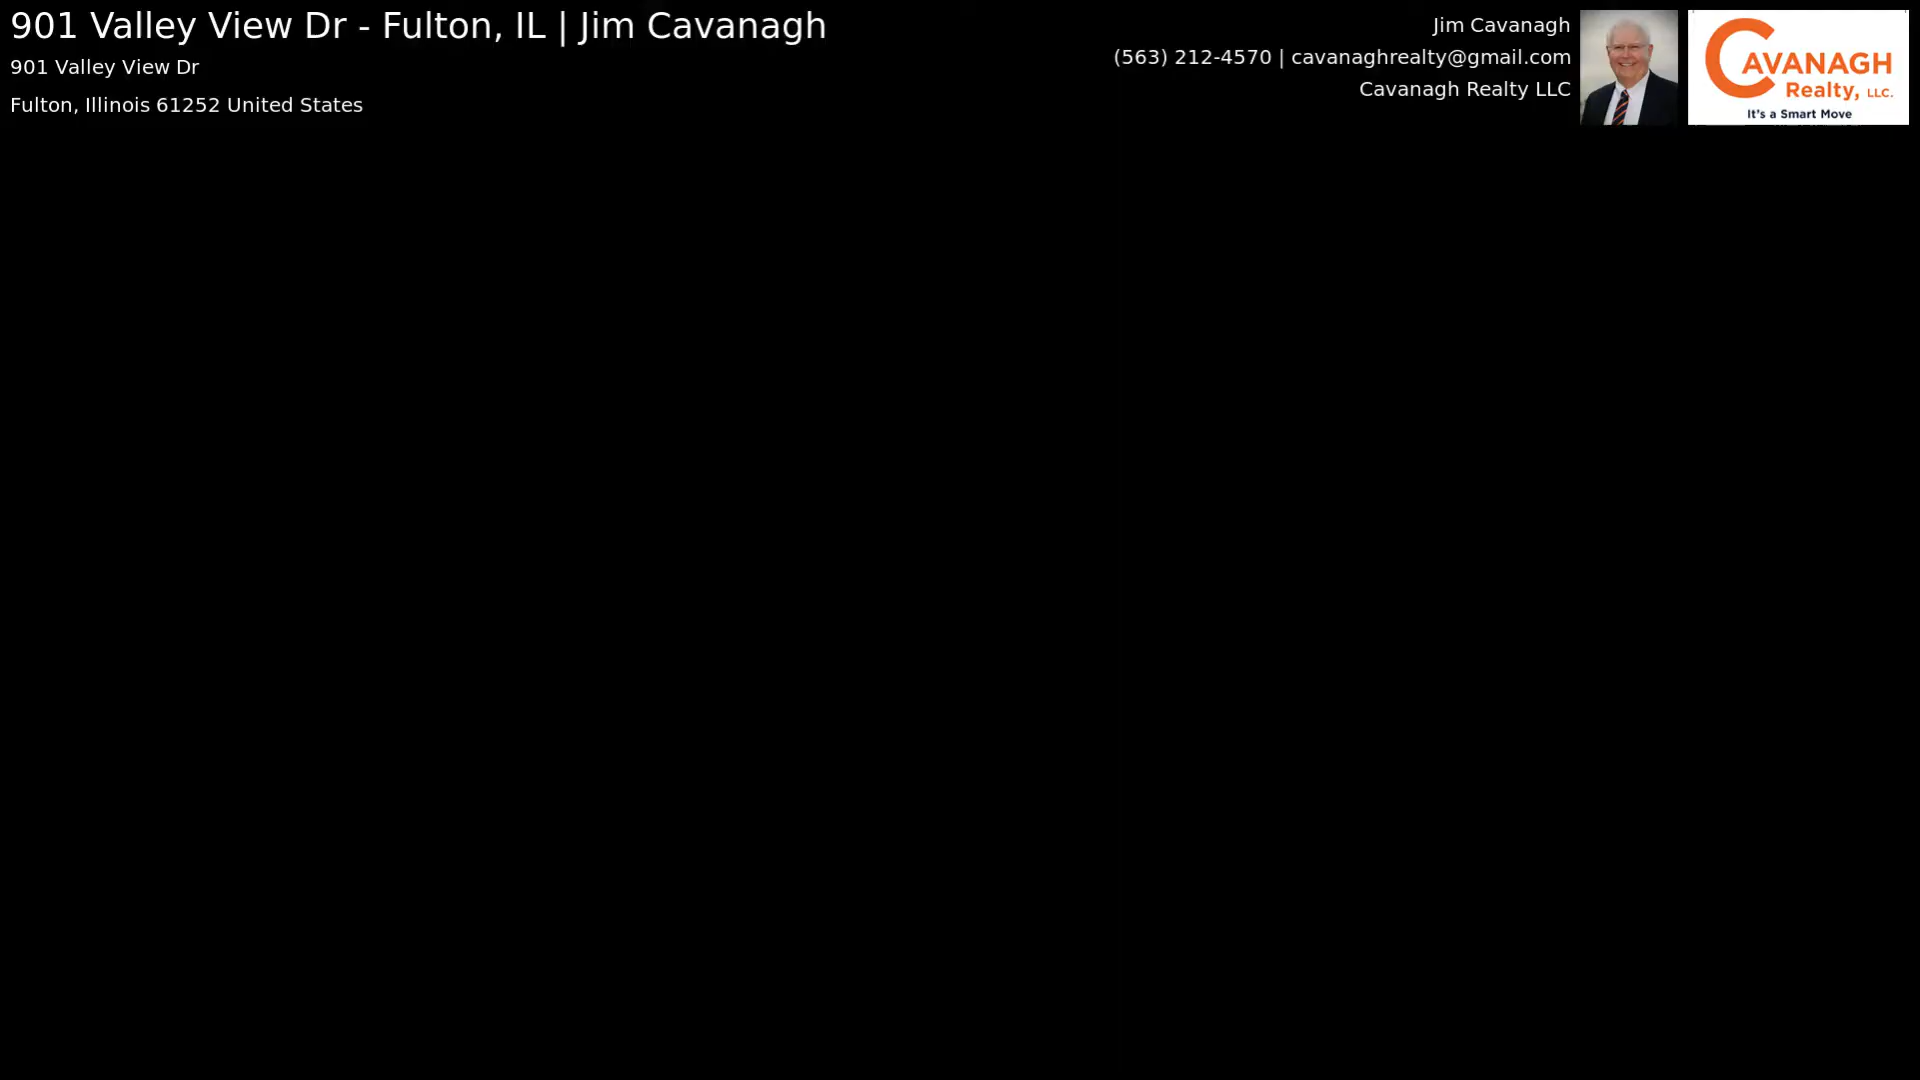 901 Valley View Dr - Fulton, IL | Jim Cavanagh
901 Valley View Dr
Fulton, Illinois 61252 United States
Jim Cavanagh
(563) 212-4570 | cavanaghrealty@gmail.com
Cavanagh Realty LLC
CAVANAGH
Realty, LLC.
It's a Smart Move